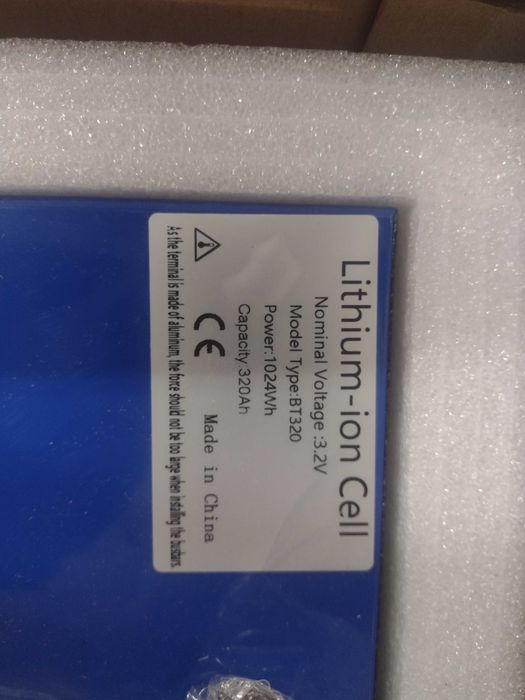 Lithium-ion Cell
Nominal Voltage :3.2V
Model Type:BT320
Power:1024Wh
Capacity:320Ah
CE Made in China
As the terminal is made of aluminum, the force should not be too large when installing the busbars.